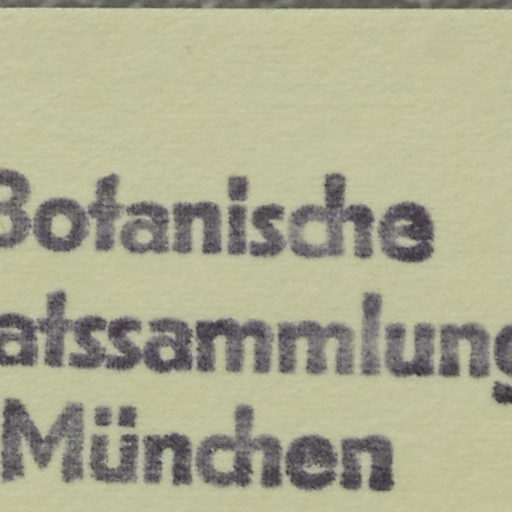 Botanische
atssammlung
München